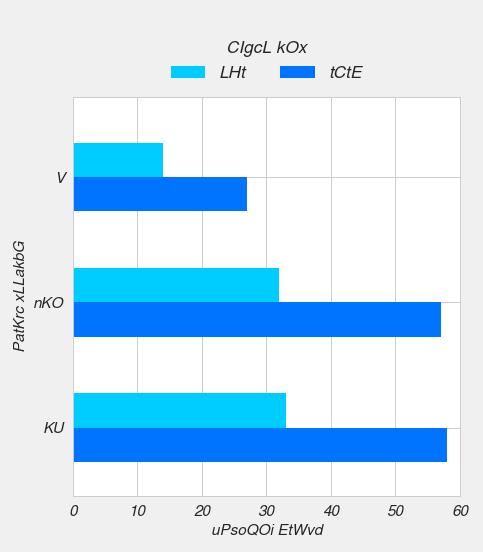 CIgcL kOx
LHt tCtE
V
nKO
KU
PatKrc xLLakbG
0 10 20 30 40 50 60
uPsoQOi EtWvd